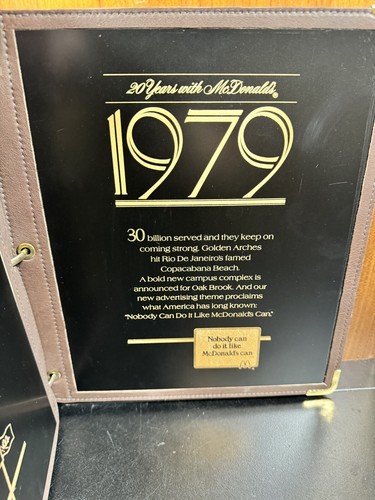 20 Years with McDonald's®
1979
30 billion served and they keep on
coming strong. Golden Arches
hit Rio De Janeiro's famed
Copacabana Beach.
A bold new campus complex is
announced for Oak Brook. And our
new advertising theme proclaims
what America has long known:
"Nobody Can Do It Like McDonald's Can."
Nobody can
do it like
McDonald's can